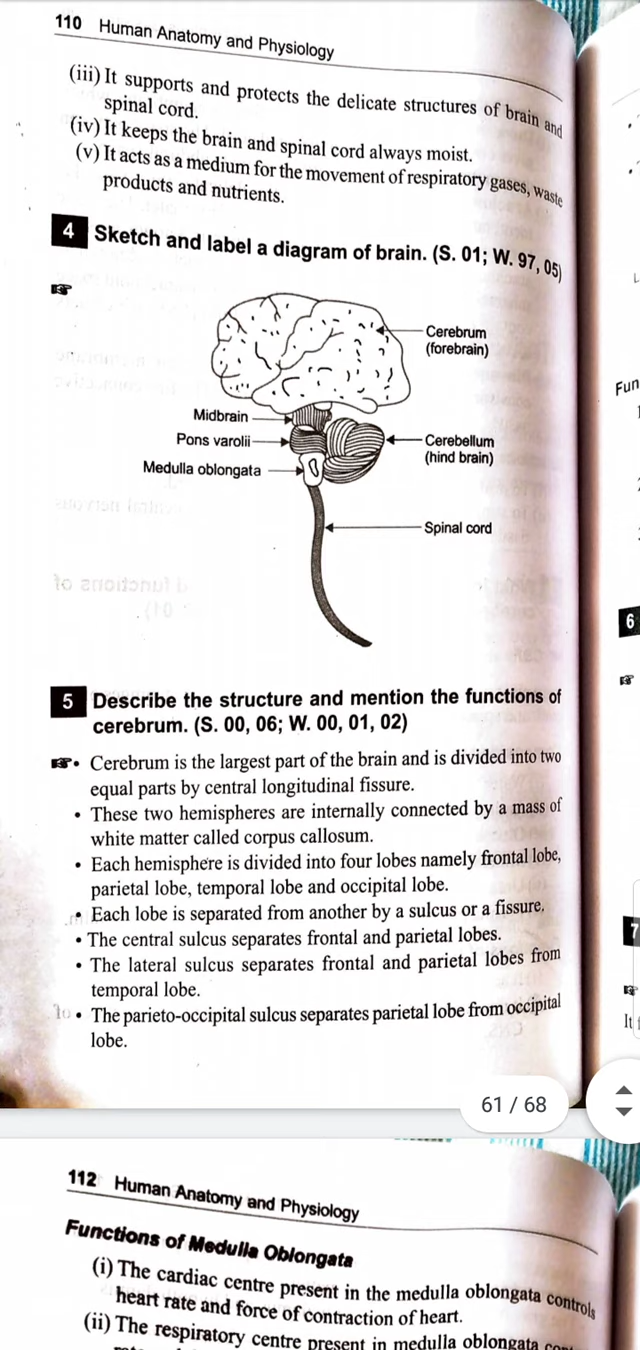 110 Human Anatomy and Physiology
(iii) It supports and protects the delicate structures of brain and
spinal cord.
(iv) It keeps the brain and spinal cord always moist.
(v) It acts as a medium for the movement of respiratory gases, waste
products and nutrients.
4 Sketch and label a diagram of brain. (S. 01; W. 97, 05)
Cerebrum
(forebrain)
Midbrain
Pons varolii
Cerebellum
(hind brain)
Medulla oblongata
Spinal cord
5 Describe the structure and mention the functions of
cerebrum. (S. 00, 06; W. 00, 01, 02)
• Cerebrum is the largest part of the brain and is divided into two
equal parts by central longitudinal fissure.
• These two hemispheres are internally connected by a mass of
white matter called corpus callosum.
• Each hemisphere is divided into four lobes namely frontal lobe,
parietal lobe, temporal lobe and occipital lobe.
• Each lobe is separated from another by a sulcus or a fissure.
• The central sulcus separates frontal and parietal lobes.
• The lateral sulcus separates frontal and parietal lobes from
temporal lobe.
• The parieto-occipital sulcus separates parietal lobe from occipital
lobe.
Fun
6
7
It
61 / 68
112 Human Anatomy and Physiology
Functions of Medulla Oblongata
(i) The cardiac centre present in the medulla oblongata controls
heart rate and force of contraction of heart.
(ii) The respiratory centre present in medulla oblongata